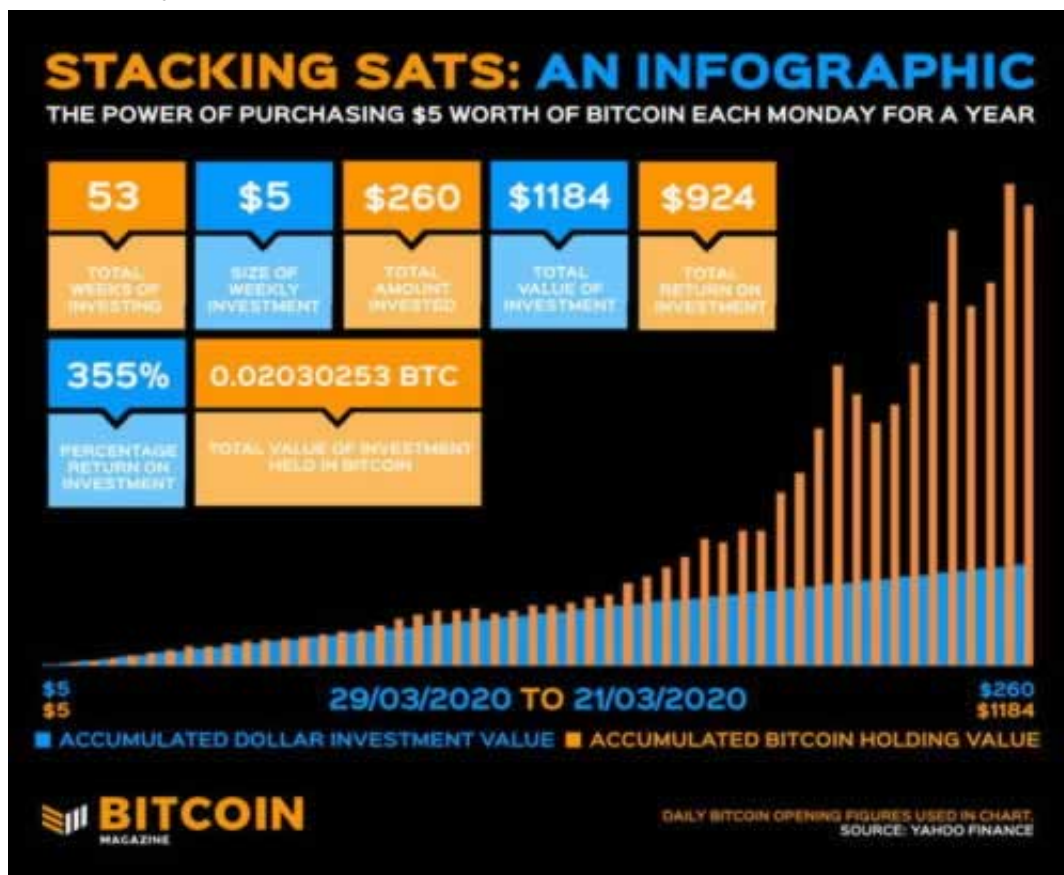 STACKING SATS: AN INFOGRAPHIC
THE POWER OF PURCHASING $5 WORTH OF BITCOIN EACH MONDAY FOR A YEAR
53
TOTAL
WEEKS OF
INVESTING
$5
SIZE OF
WEEKLY
INVESTMENT
$260
TOTAL
AMOUNT
INVESTED
$1184
TOTAL
VALUE OF
INVESTMENT
$924
TOTAL
RETURN ON
INVESTMENT
355%
PERCENTAGE
RETURN ON
INVESTMENT
0.02030253 BTC
TOTAL VALUE OF INVESTMENT
HELD IN BITCOIN
$5
$5
29/03/2020 TO 21/03/2020
$260
$1184
ACCUMULATED DOLLAR INVESTMENT VALUE
ACCUMULATED BITCOIN HOLDING VALUE
BITCOIN
MAGAZINE
DAILY BITCOIN OPENING FIGURES USED IN CHART.
SOURCE: YAHOO FINANCE